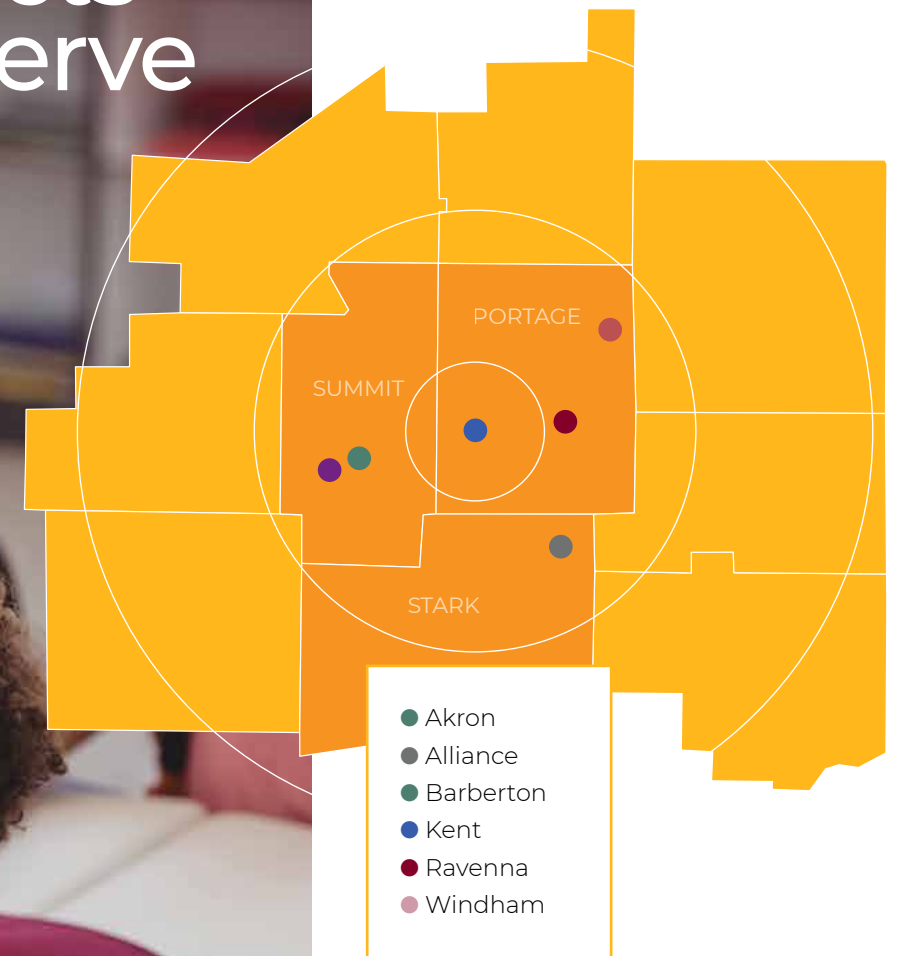 erve
PORTAGE
SUMMIT
STARK
Akron
Alliance
Barberton
Kent
Ravenna
Windham